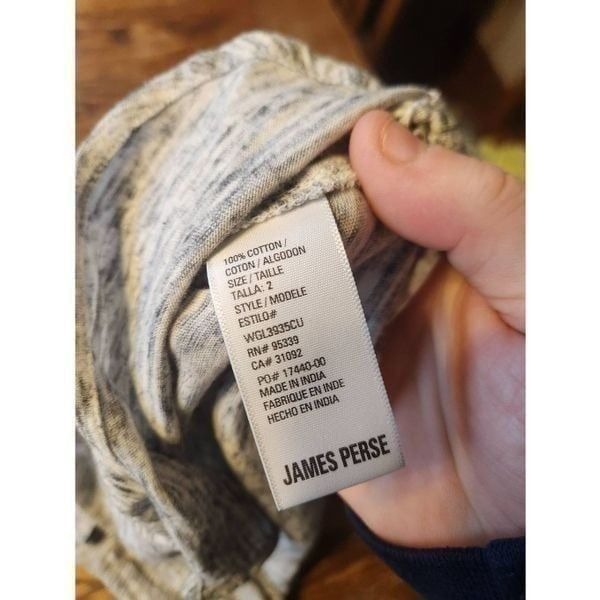 100% COTTON /
COTON / ALGODON
SIZE / TAILLE
TALLA: 2
STYLE / MODELE
ESTILO#
WGL3935CU
RN# 95339
CA# 31092
PO# 17440-00
MADE IN INDIA
FABRIQUE EN INDE
HECHO EN INDIA
JAMES PERSE